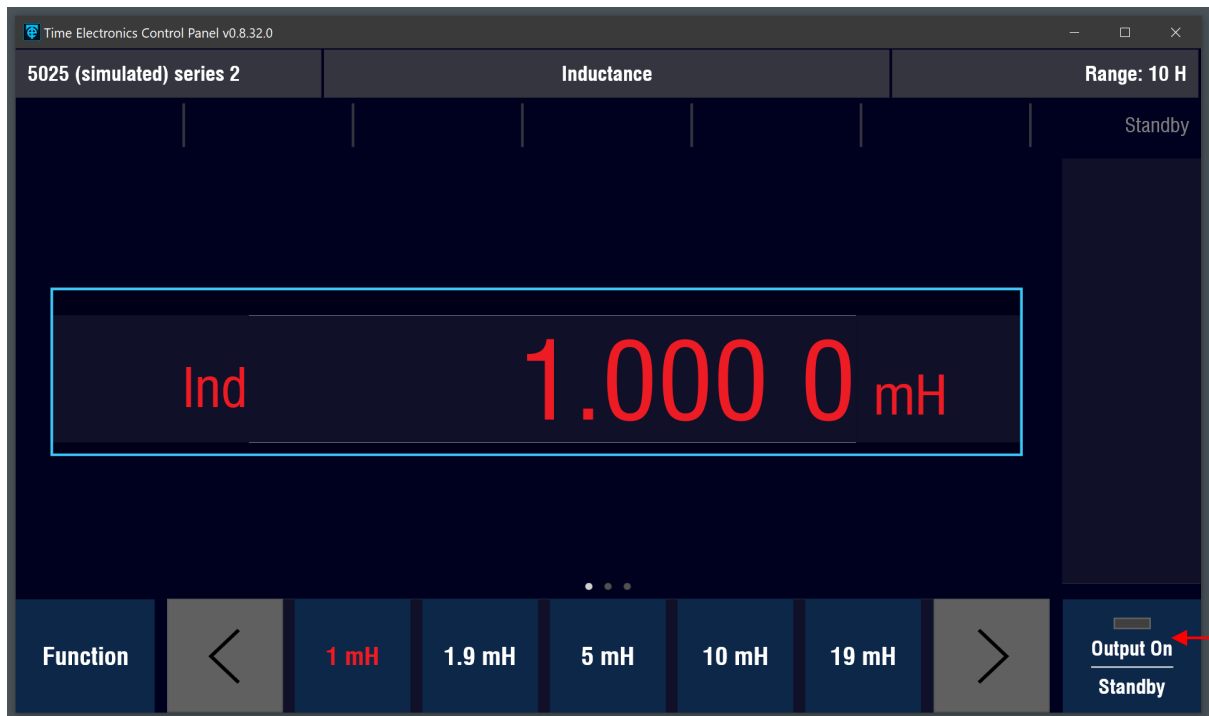 Time Electronics Control Panel v0.8.32.0
5025 (simulated) series 2 Inductance Range: 10 H
Standby
Ind 1.000 0 mH
Function 1 mH 1.9 mH 5 mH 10 mH 19 mH Output On
Standby